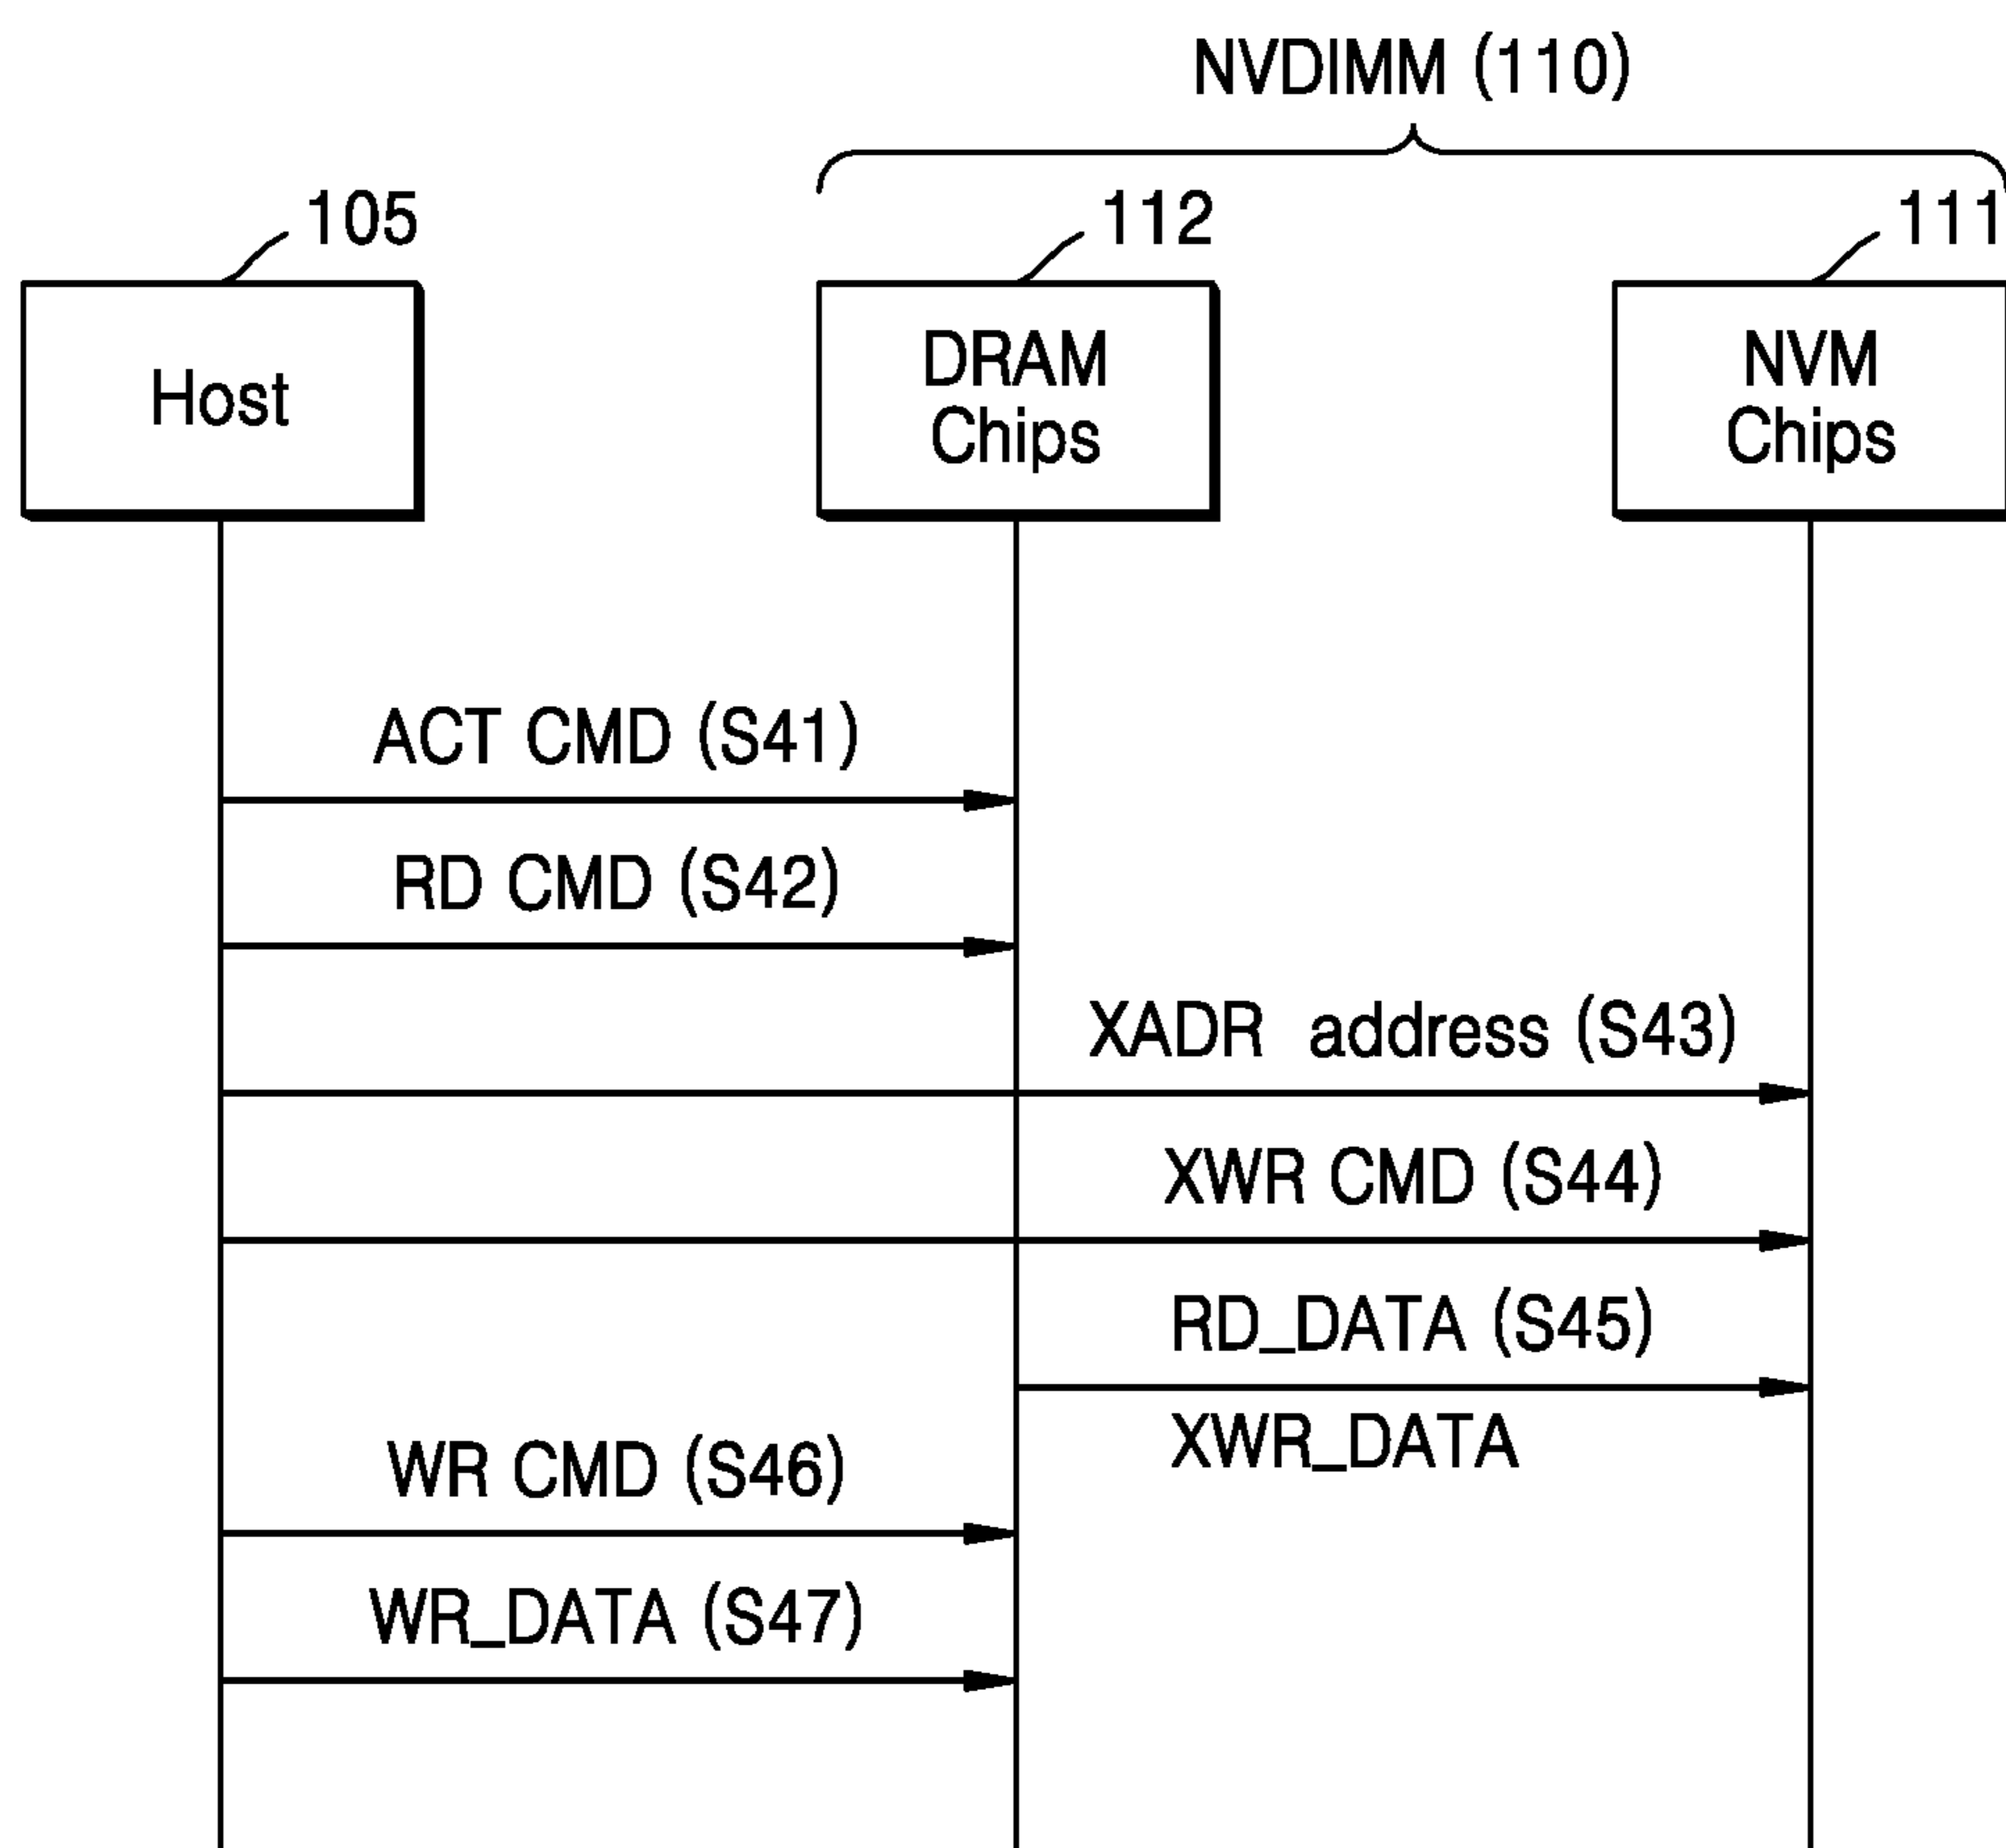 NVDIMM (110)
105
112
111
Host
DRAM
Chips
NVM
Chips
ACT CMD (S41)
RD CMD (S42)
XADR address (S43)
XWR CMD (S44)
RD_DATA (S45)
XWR_DATA
WR CMD (S46)
WR_DATA (S47)